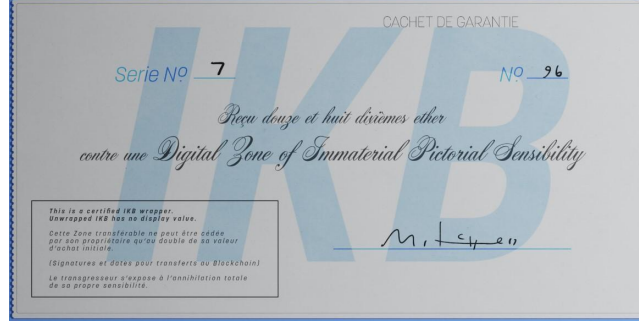 CACHET DE GARANTIE
IKB
Serie Nº 7
Nº 96
Reçu douze et huit dixièmes ether
contre une Digital Zone of Immaterial Pictorial Sensibility
This is a certified IKB wrapper.
Unwrapped IKB has no display value.
Cette Zone transférable ne peut être cédée
par son propriétaire qu'au double de sa valeur
d'achat initiale.
(Signatures et dates pour transferts au Blockchain)
Le transgresseur s'expose à l'annihilation totale
de sa propre sensibilité.